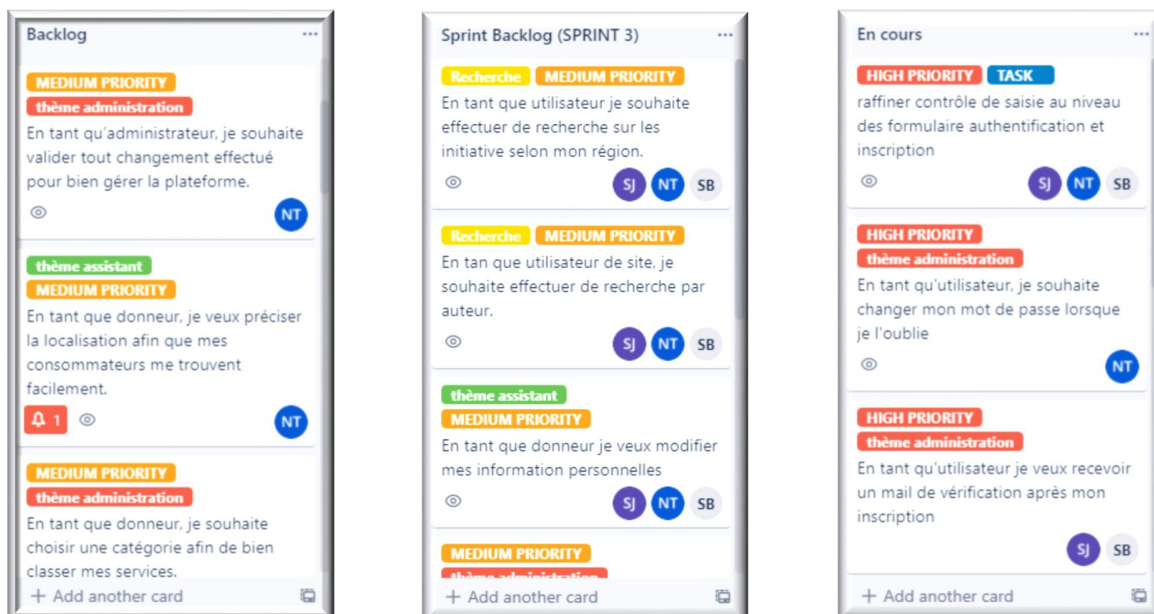 Backlog
MEDIUM PRIORITY
thème administration
En tant qu'administrateur, je souhaite
valider tout changement effectué
pour bien gérer la plateforme.
NT
thème assistant
MEDIUM PRIORITY
En tant que donneur, je veux préciser
la localisation afin que mes
consommateurs me trouvent
facilement.
1
NT
MEDIUM PRIORITY
thème administration
En tant que donneur, je souhaite
choisir une catégorie afin de bien
classer mes services.
+ Add another card
Sprint Backlog (SPRINT 3)
Recherche MEDIUM PRIORITY
En tant que utilisateur je souhaite
effectuer de recherche sur les
initiative selon mon région.
SJ NT SB
Recherche MEDIUM PRIORITY
En tan que utilisateur de site, je
souhaite effectuer de recherche par
auteur.
SJ NT SB
thème assistant
MEDIUM PRIORITY
En tant que donneur je veux modifier
mes information personnelles
SJ NT SB
MEDIUM PRIORITY
thème administration
+ Add another card
En cours
HIGH PRIORITY TASK
raffiner contrôle de saisie au niveau
des formulaire authentification et
inscription
SJ NT SB
HIGH PRIORITY
thème administration
En tant qu'utilisateur, je souhaite
changer mon mot de passe lorsque
je l'oublie
NT
HIGH PRIORITY
thème administration
En tant qu'utilisateur je veux recevoir
un mail de vérification après mon
inscription
SJ SB
+ Add another card